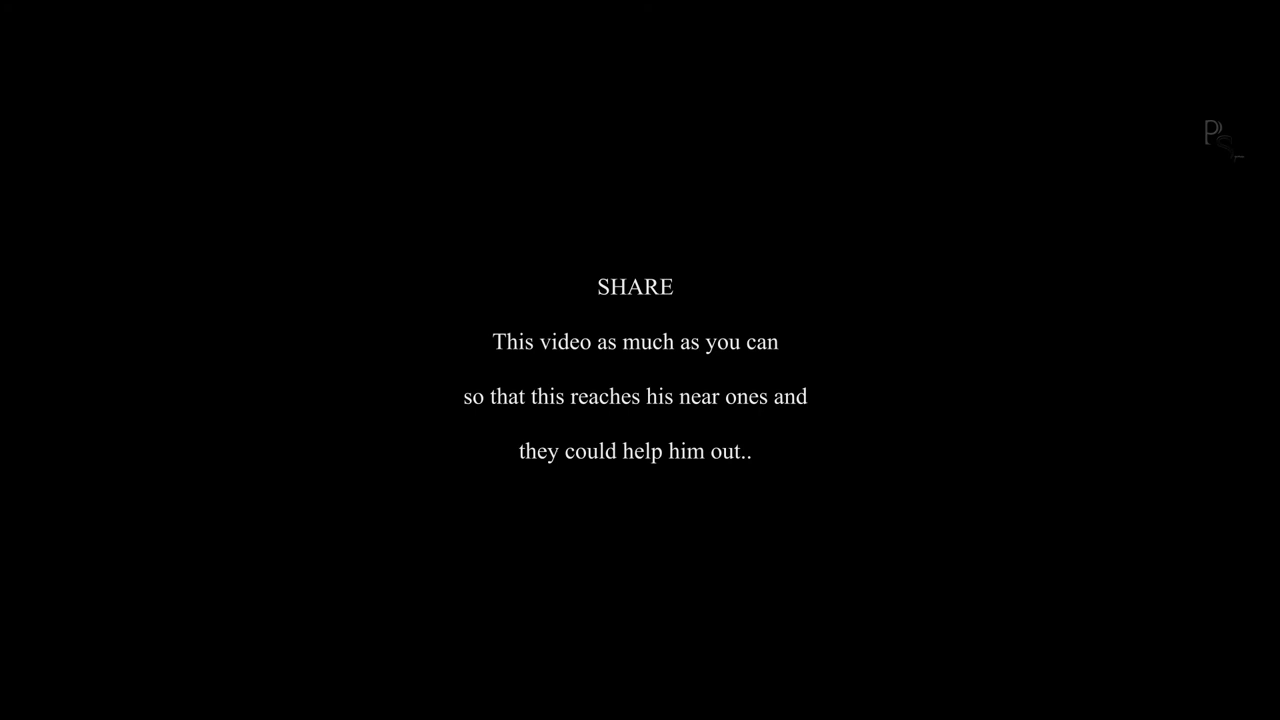 SHARE
This video as much as you can
so that this reaches his near ones and
they could help him out..